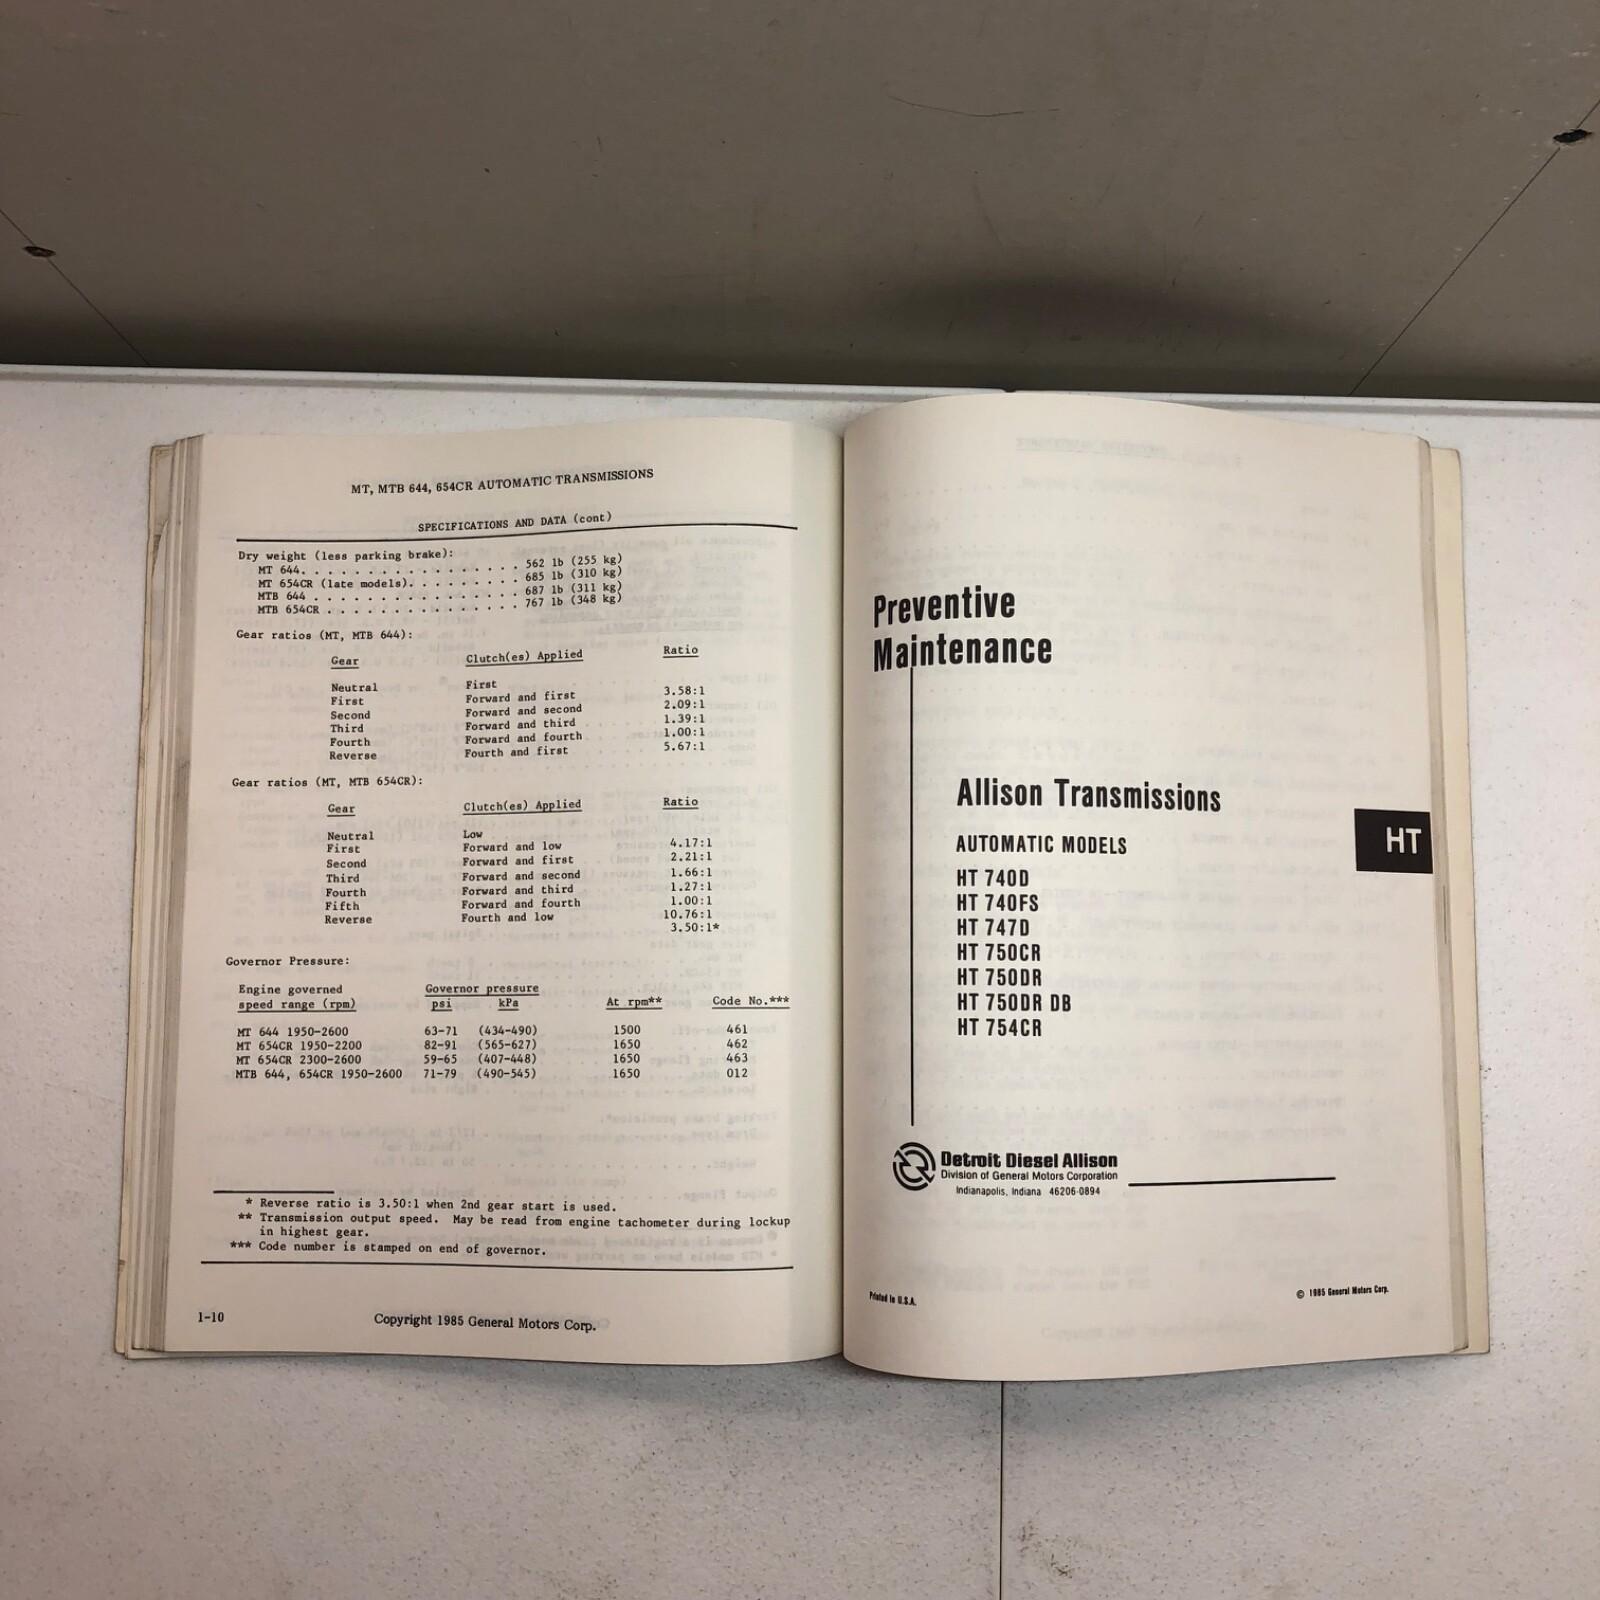 MT, MTB 644, 654CR AUTOMATIC TRANSMISSIONS
SPECIFICATIONS AND DATA (cont)
Dry weight (less parking brake):
MT 644. . . . . . . . . . . . . . . . . 562 lb (255 kg)
MT 654CR (late models). . . . . . . . . 685 lb (310 kg)
MTB 644 . . . . . . . . . . . . . . . . 687 lb (311 kg)
MTB 654CR . . . . . . . . . . . . . . . 767 lb (348 kg)
Gear ratios (MT, MTB 644):
Gear Clutch(es) Applied Ratio
Neutral First
First Forward and first 3.58:1
Second Forward and second 2.09:1
Third Forward and third 1.39:1
Fourth Forward and fourth 1.00:1
Reverse Fourth and first 5.67:1
Gear ratios (MT, MTB 654CR):
Gear Clutch(es) Applied Ratio
Neutral Low
First Forward and low 4.17:1
Second Forward and first 2.21:1
Third Forward and second 1.66:1
Fourth Forward and third 1.27:1
Fifth Forward and fourth 1.00:1
Reverse Fourth and low 10.76:1
3.50:1*
Governor Pressure:
Engine governed Governor pressure
speed range (rpm) psi kPa At rpm** Code No.***
MT 644 1950-2600 63-71 (434-490) 1500 461
MT 654CR 1950-2200 82-91 (565-627) 1650 462
MT 654CR 2300-2600 59-65 (407-448) 1650 463
MTB 644, 654CR 1950-2600 71-79 (490-545) 1650 012
* Reverse ratio is 3.50:1 when 2nd gear start is used.
** Transmission output speed. May be read from engine tachometer during lockup
in highest gear.
*** Code number is stamped on end of governor.
1-10
Copyright 1985 General Motors Corp.
Preventive
Maintenance
Allison Transmissions
AUTOMATIC MODELS
HT 740D
HT 740FS
HT 747D
HT 750CR
HT 750DR
HT 750DR DB
HT 754CR
HT
Detroit Diesel Allison
Division of General Motors Corporation
Indianapolis, Indiana 46206-0894
Printed in U.S.A.
© 1985 General Motors Corp.